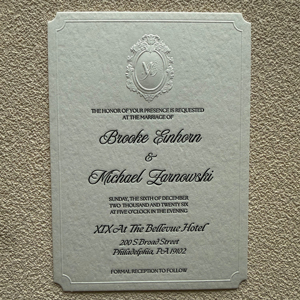 THE HONOR OF YOUR PRESENCE IS REQUESTED
AT THE MARRIAGE OF
Brooke Einhorn
&
Michael Zarnowski
SUNDAY, THE SIXTH OF DECEMBER
TWO THOUSAND AND TWENTY SIX
AT FIVE O'CLOCK IN THE EVENING
XIX At The Bellevue Hotel
200 S Broad Street
Philadelphia, PA 19102
FORMAL RECEPTION TO FOLLOW